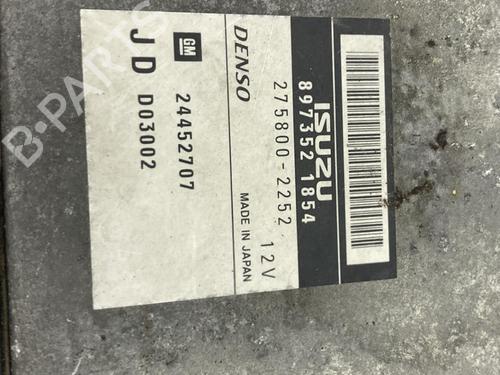 ISUZU
897352 1854
DENSO
275800-2252 12V
MADE IN JAPAN
GM
24452707
JD
D03002
B-PARTS